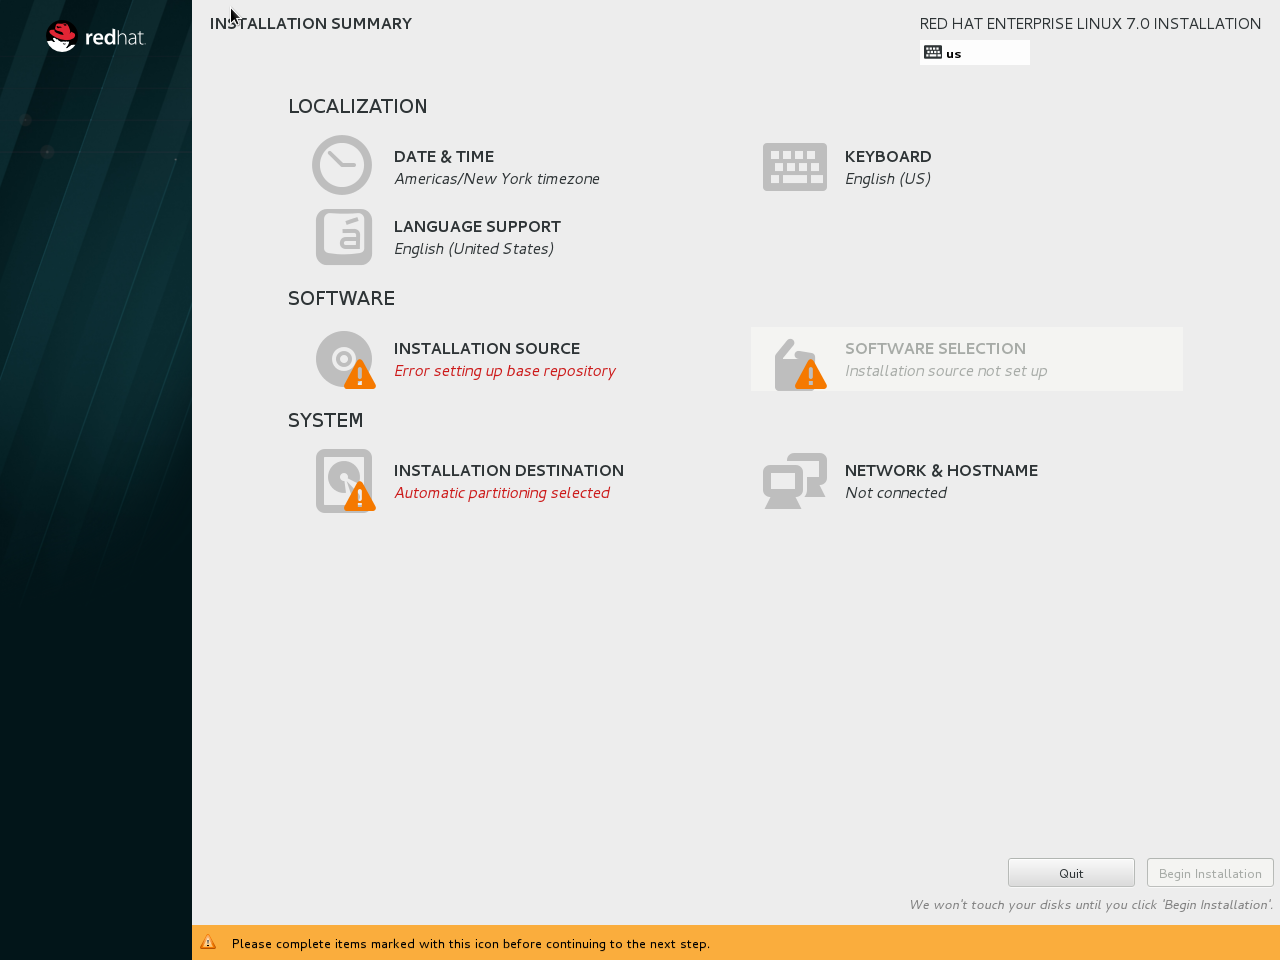 redhat.
INSTALLATION SUMMARY
RED HAT ENTERPRISE LINUX 7.0 INSTALLATION
us
LOCALIZATION
DATE & TIME
Americas/New York timezone
KEYBOARD
English (US)
LANGUAGE SUPPORT
English (United States)
SOFTWARE
INSTALLATION SOURCE
Error setting up base repository
SOFTWARE SELECTION
Installation source not set up
SYSTEM
INSTALLATION DESTINATION
Automatic partitioning selected
NETWORK & HOSTNAME
Not connected
Quit
Begin Installation
We won't touch your disks until you click 'Begin Installation'.
Please complete items marked with this icon before continuing to the next step.